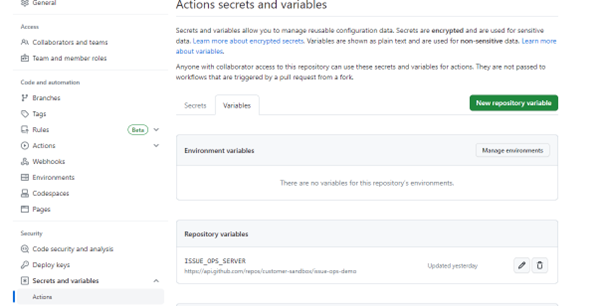 General
Access
Collaborators and teams
Team and member roles
Code and automation
Branches
Tags
Rules
Beta
Actions
Webhooks
Environments
Codespaces
Pages
Security
Code security and analysis
Deploy keys
Secrets and variables
Actions
Actions secrets and variables
Secrets and variables allow you to manage reusable configuration data. Secrets are encrypted and are used for sensitive
data. Learn more about encrypted secrets. Variables are shown as plain text and are used for non-sensitive data. Learn more
about variables.
Anyone with collaborator access to this repository can use these secrets and variables for actions. They are not passed to
workflows that are triggered by a pull request from a fork.
Secrets
Variables
New repository variable
Environment variables
Manage environments
There are no variables for this repository's environments.
Repository variables
ISSUE_OPS_SERVER
https://api.github.com/repos/customer-sandbox/issue-ops-demo
Updated yesterday